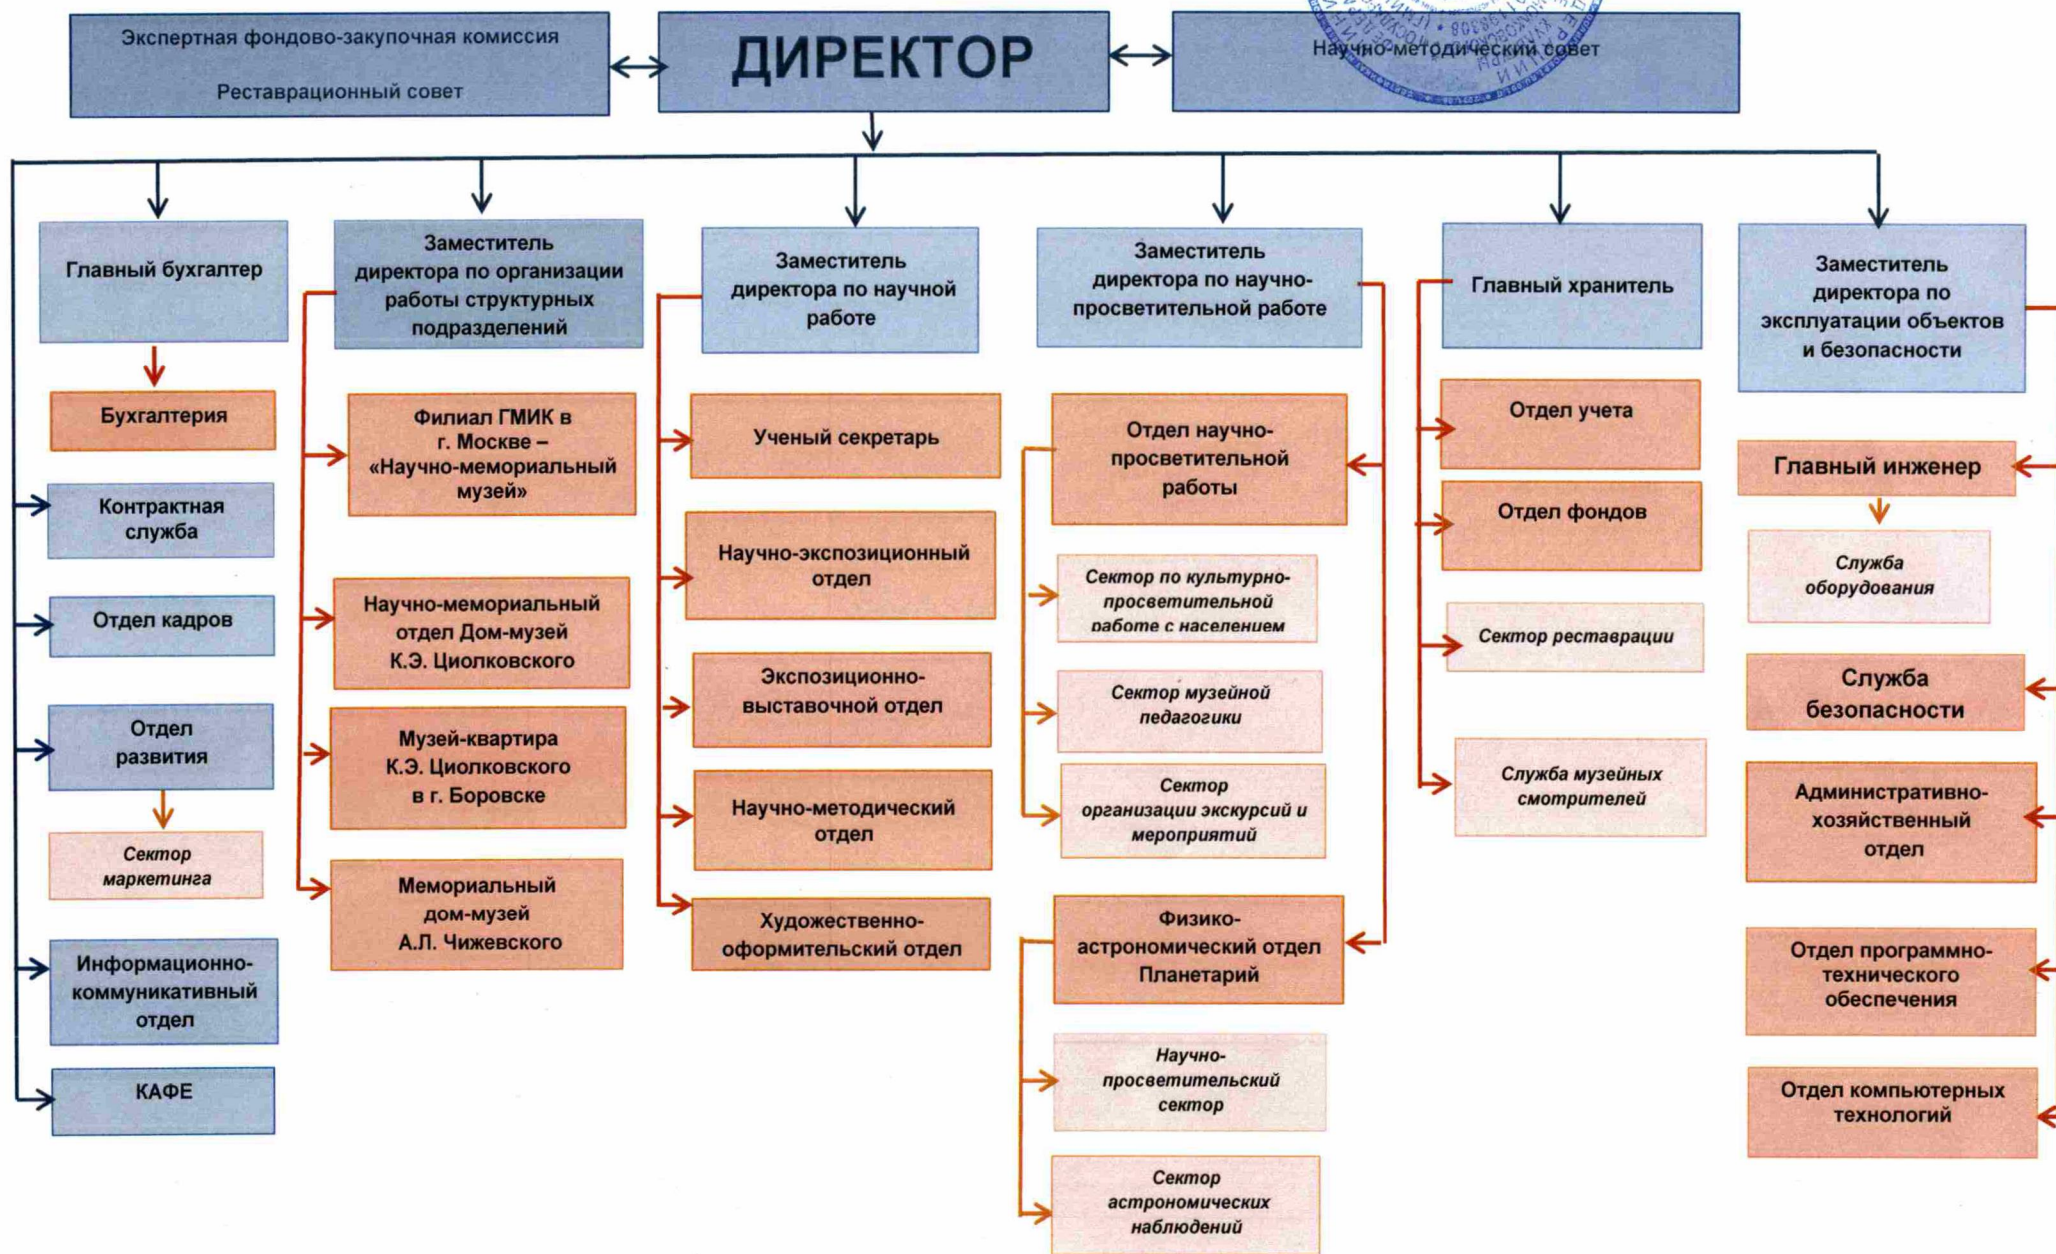 Экспертная фондово-закупочная комиссия
Реставрационный совет
ДИРЕКТОР
Научно-методический совет
Главный бухгалтер
Бухгалтерия
Контрактная
служба
Отдел кадров
Отдел
развития
Сектор
маркетинга
Информационно-
коммуникативный
отдел
КАФЕ
Заместитель
директора по организации
работы структурных
подразделений
Филиал ГМИК в
г. Москве –
«Научно-мемориальный
музей»
Научно-мемориальный
отдел Дом-музей
К.Э. Циолковского
Музей-квартира
К.Э. Циолковского
в г. Боровске
Мемориальный
дом-музей
А.Л. Чижевского
Заместитель
директора по научной
работе
Ученый секретарь
Научно-экспозиционный
отдел
Экспозиционно-
выставочной отдел
Научно-методический
отдел
Художественно-
оформительский отдел
Заместитель
директора по научно-
просветительной работе
Отдел научно-
просветительной
работы
Сектор по культурно-
просветительной
работе с населением
Сектор музейной
педагогики
Сектор
организации экскурсий и
мероприятий
Физико-
астрономический отдел
Планетарий
Научно-
просветительский
сектор
Сектор
астрономических
наблюдений
Главный хранитель
Отдел учета
Отдел фондов
Сектор реставрации
Служба музейных
смотрителей
Заместитель
директора по
эксплуатации объектов
и безопасности
Главный инженер
Служба
оборудования
Служба
безопасности
Административно-
хозяйственный
отдел
Отдел программно-
технического
обеспечения
Отдел компьютерных
технологий